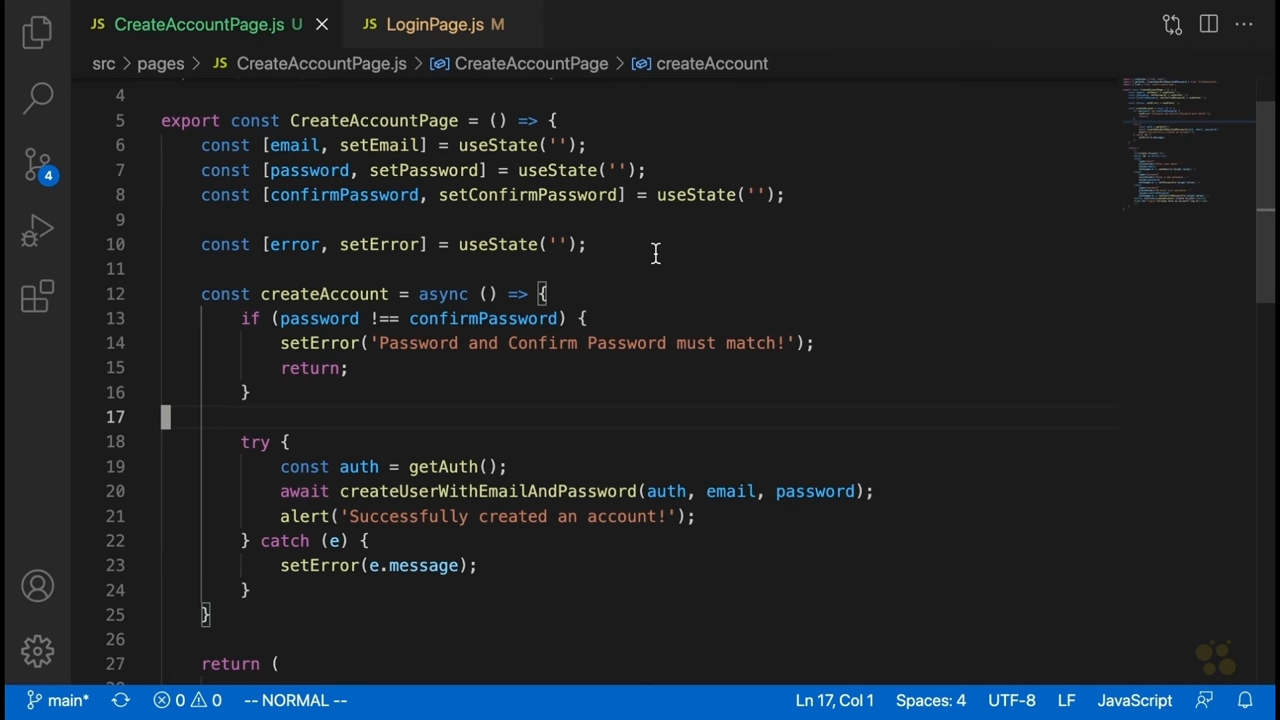 JS CreateAccountPage.js U × JS LoginPage.js M
src > pages > JS CreateAccountPage.js > CreateAccountPage > createAccount
4
5 export const CreateAccountPage = () => {
6 const [email, setEmail] = useState('');
7 const [password, setPassword] = useState('');
8 const [confirmPassword, setConfirmPassword] = useState('');
9
10 const [error, setError] = useState('');
11
12 const createAccount = async () => {
13 if (password !== confirmPassword) {
14 setError('Password and Confirm Password must match!');
15 return;
16 }
17
18 try {
19 const auth = getAuth();
20 await createUserWithEmailAndPassword(auth, email, password);
21 alert('Successfully created an account!');
22 } catch (e) {
23 setError(e.message);
24 }
25 }
26
27 return (
4
main* 0 0 -- NORMAL -- Ln 17, Col 1 Spaces: 4 UTF-8 LF JavaScript